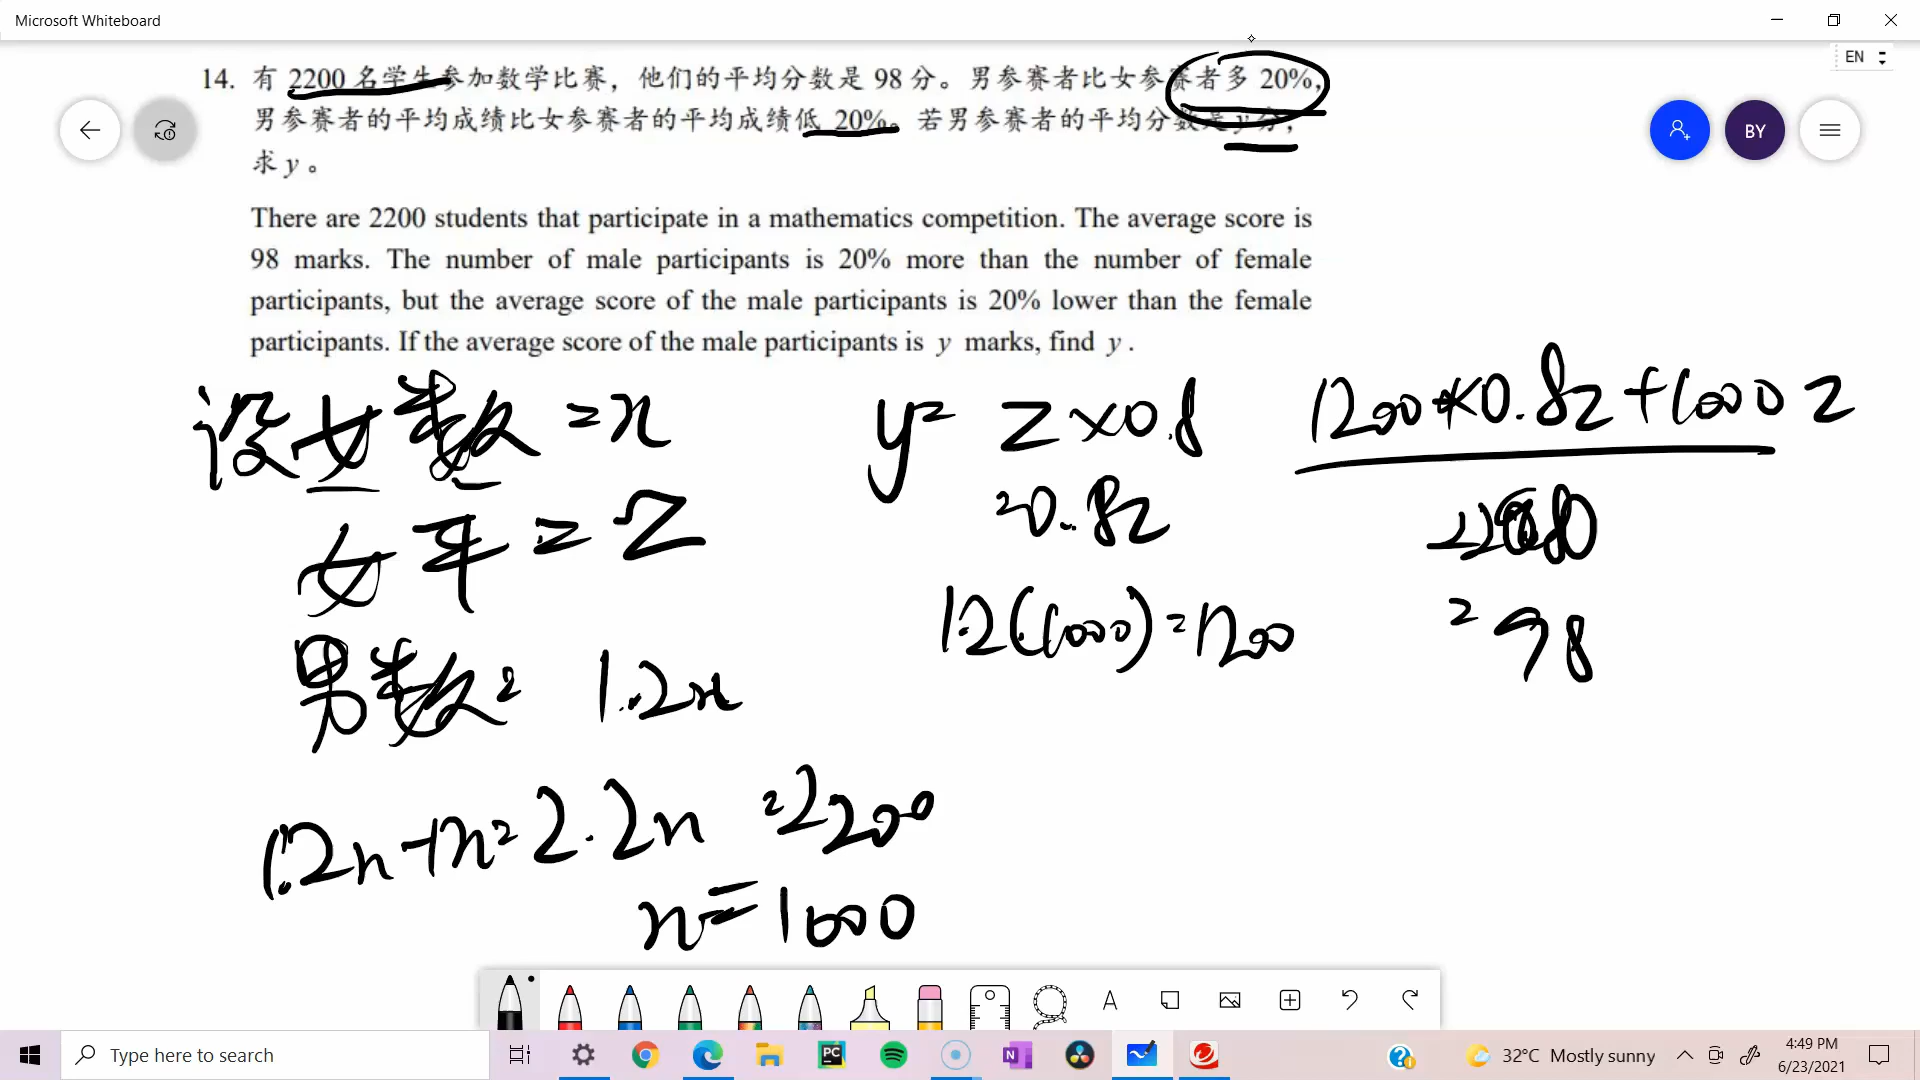 Microsoft Whiteboard
EN
BY
14. 有 2200 名学生参加数学比赛，他们的平均分数是 98 分。男参赛者比女参赛者多 20%，
男参赛者的平均成绩比女参赛者的平均成绩低 20%。若男参赛者的平均分数是 y 分，
求 y 。
There are 2200 students that participate in a mathematics competition. The average score is
98 marks. The number of male participants is 20% more than the number of female
participants, but the average score of the male participants is 20% lower than the female
participants. If the average score of the male participants is y marks, find y .
设女数 = x
女平 = z
男数 = 1.2x
1.2x + x = 2.2x = 2200
x = 1000
y = z × 0.8
= 0.8z
1.2(1000) = 1200
1200 × 0.8z + 1000 z
= 98
Type here to search
32°C Mostly sunny
4:49 PM
6/23/2021